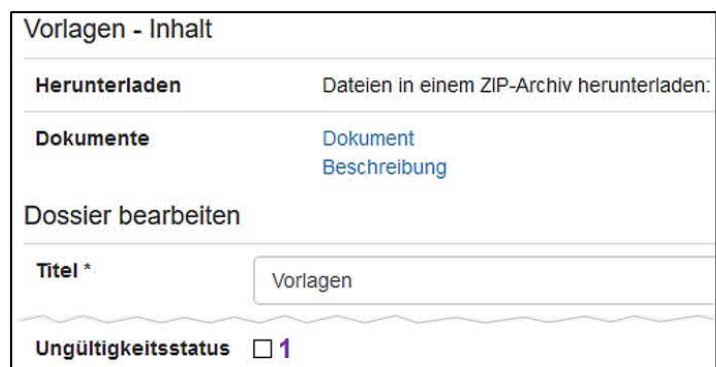 Vorlagen - Inhalt
Herunterladen Dateien in einem ZIP-Archiv herunterladen:
Dokumente Dokument
Beschreibung
Dossier bearbeiten
Titel * Vorlagen
Ungültigkeitsstatus 1